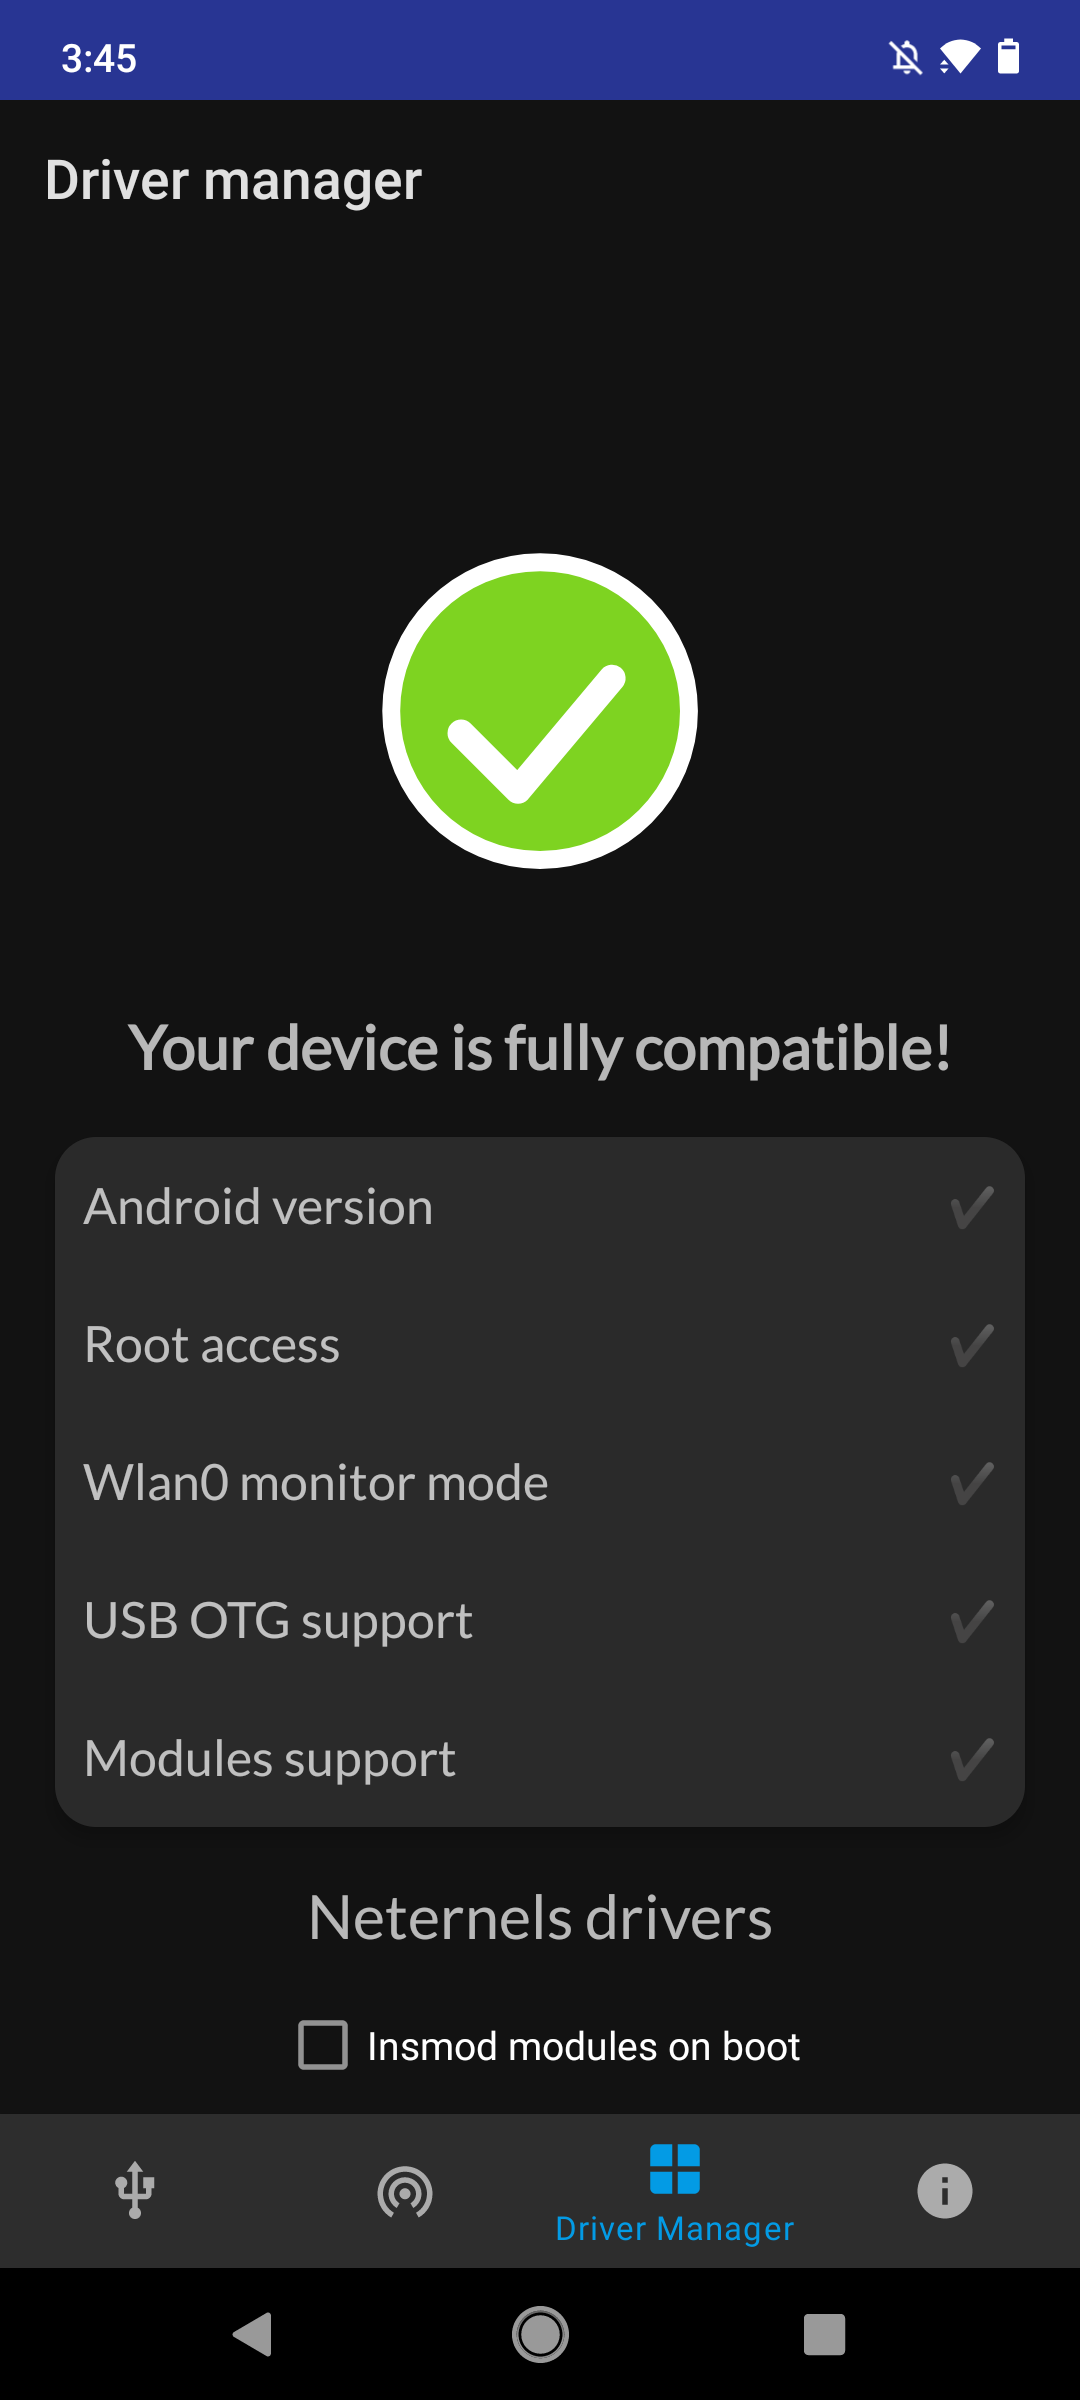 3:45
Driver manager
Your device is fully compatible!
Android version
Root access
Wlan0 monitor mode
USB OTG support
Modules support
Neternels drivers
Insmod modules on boot
Driver Manager